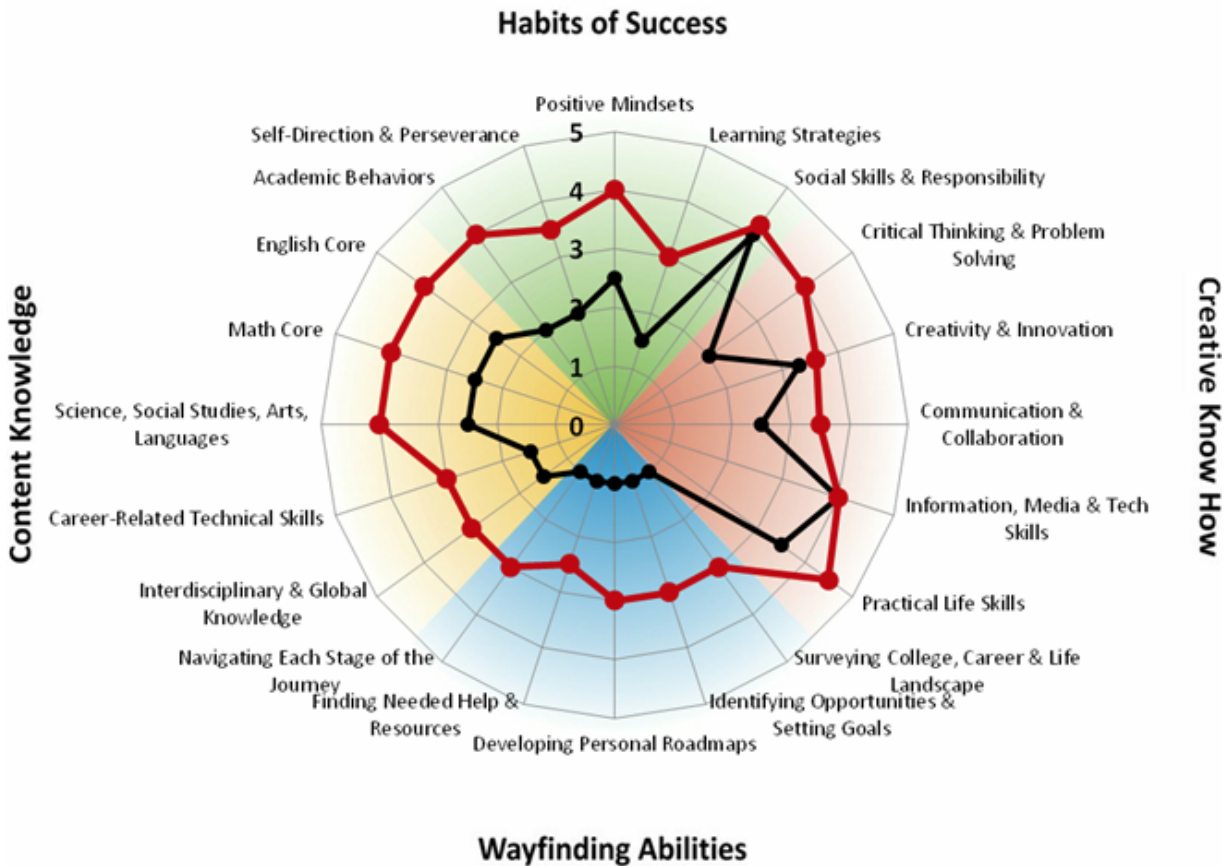 Habits of Success
Positive Mindsets
Self-Direction & Perseverance
Learning Strategies
Academic Behaviors
Social Skills & Responsibility
English Core
Critical Thinking & Problem
Solving
Math Core
Creativity & Innovation
Science, Social Studies, Arts,
Languages
Communication &
Collaboration
Career-Related Technical Skills
Information, Media & Tech
Skills
Interdisciplinary & Global
Knowledge
Practical Life Skills
Navigating Each Stage of the
Journey
Surveying College, Career & Life
Landscape
Finding Needed Help &
Resources
Identifying Opportunities &
Setting Goals
Developing Personal Roadmaps
5
4
3
2
1
0
Content Knowledge
Creative Know How
Wayfinding Abilities